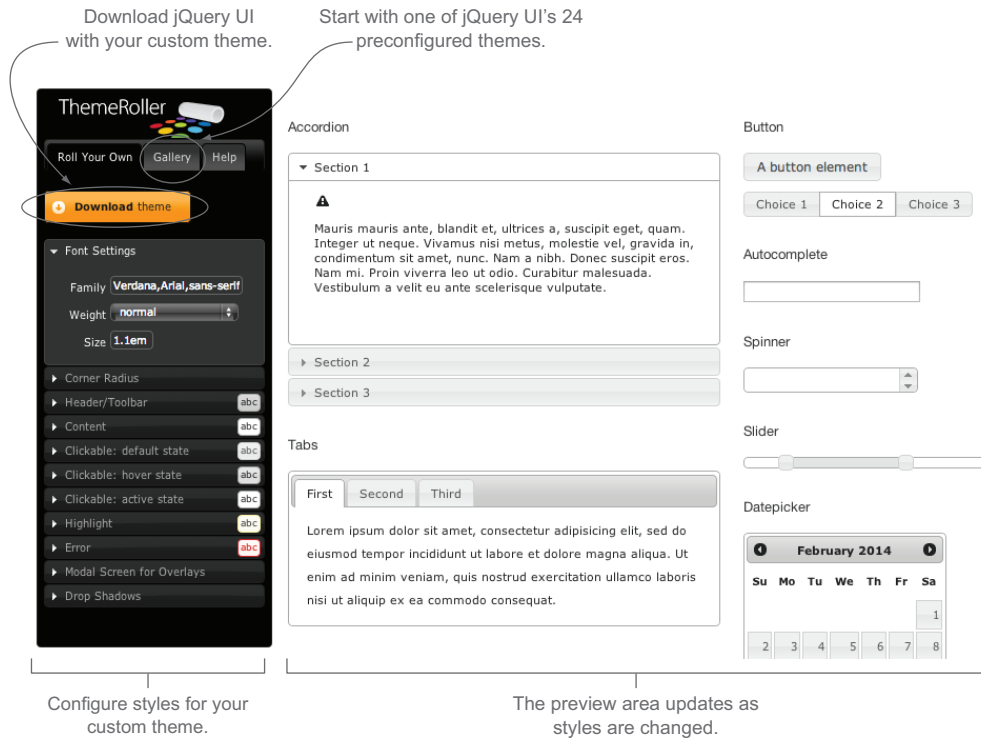 Download jQuery UI
with your custom theme.
Start with one of jQuery UI's 24
preconfigured themes.
ThemeRoller
Roll Your Own
Gallery
Help
Download theme
Font Settings
Family
Verdana,Arial,sans-serif
Weight
normal
Size
1.1em
Corner Radius
Header/Toolbar
abc
Content
abc
Clickable: default state
abc
Clickable: hover state
abc
Clickable: active state
abc
Highlight
abc
Error
abc
Modal Screen for Overlays
Drop Shadows
Accordion
Section 1
Mauris mauris ante, blandit et, ultrices a, suscipit eget, quam.
Integer ut neque. Vivamus nisi metus, molestie vel, gravida in,
condimentum sit amet, nunc. Nam a nibh. Donec suscipit eros.
Nam mi. Proin viverra leo ut odio. Curabitur malesuada.
Vestibulum a velit eu ante scelerisque vulputate.
Section 2
Section 3
Tabs
First
Second
Third
Lorem ipsum dolor sit amet, consectetur adipisicing elit, sed do
eiusmod tempor incididunt ut labore et dolore magna aliqua. Ut
enim ad minim veniam, quis nostrud exercitation ullamco laboris
nisi ut aliquip ex ea commodo consequat.
Button
A button element
Choice 1
Choice 2
Choice 3
Autocomplete
Spinner
Slider
Datepicker
February 2014
Su Mo Tu We Th Fr Sa
1
2 3 4 5 6 7 8
Configure styles for your
custom theme.
The preview area updates as
styles are changed.